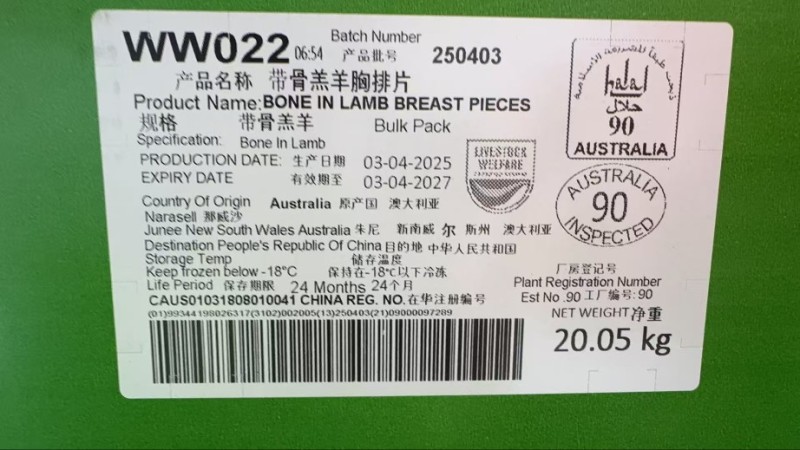 WW022 06:54
Batch Number
产品批号 250403
产品名称 带骨羔羊胸排片
Product Name:BONE IN LAMB BREAST PIECES
规格 带骨羔羊 Bulk Pack
Specification: Bone In Lamb
PRODUCTION DATE: 生产日期 03-04-2025
EXPIRY DATE 有效期至 03-04-2027
LIVESTOCK
WELFARE
halal
حلال
90
AUSTRALIA
AUSTRALIA
90
INSPECTED
Country Of Origin Australia 原产国 澳大利亚
Narasell 那威沙
Junee New South Wales Australia 朱尼 新南威 尔 斯州 澳大利亚
Destination People's Republic Of China 目的地 中华人民共和国
Storage Temp 储存温度
Keep frozen below -18°C 保持在-18℃以下冷冻
Life Period 保存期限 24 Months 24个月
CAUS01031808010041 CHINA REG. NO.在华注册编号
(01)99344198026317(3102)002005(13)250403(21)09000097289
厂房登记号
Plant Registration Number
Est No .90 工厂编号: 90
NET WEIGHT净重
20.05 kg